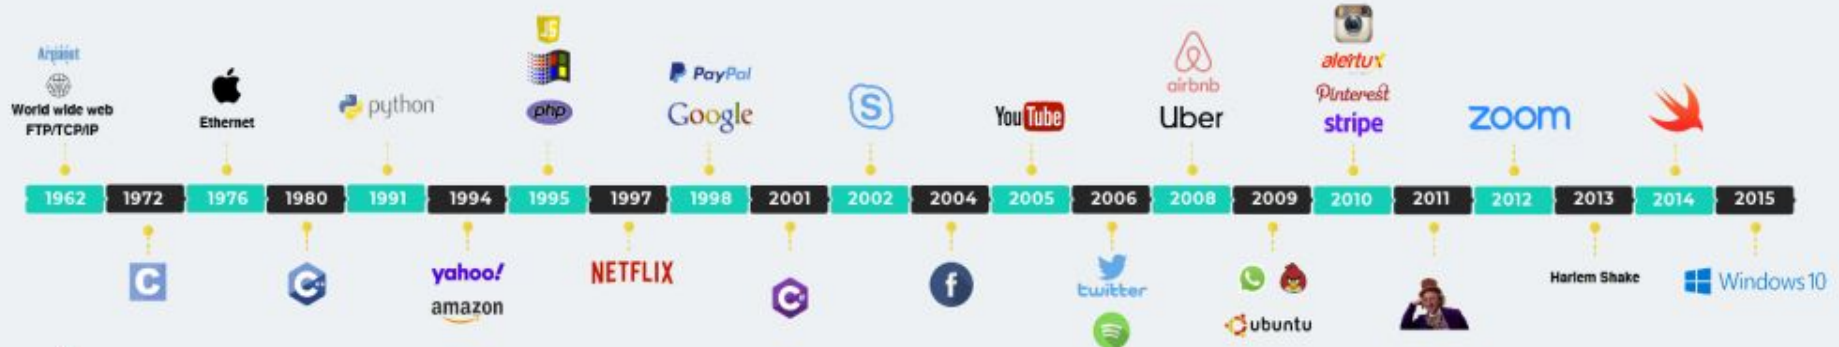 Arpanet
World wide web
FTP/TCP/IP
Ethernet
python
JS
php
PayPal
Google
S
YouTube
airbnb
Uber
alertux
Pinterest
stripe
zoom
1962 1972 1976 1980 1991 1994 1995 1997 1998 2001 2002 2004 2005 2006 2008 2009 2010 2011 2012 2013 2014 2015
C
C++
yahoo!
amazon
NETFLIX
C#
f
twitter
ubuntu
Harlem Shake
Windows 10